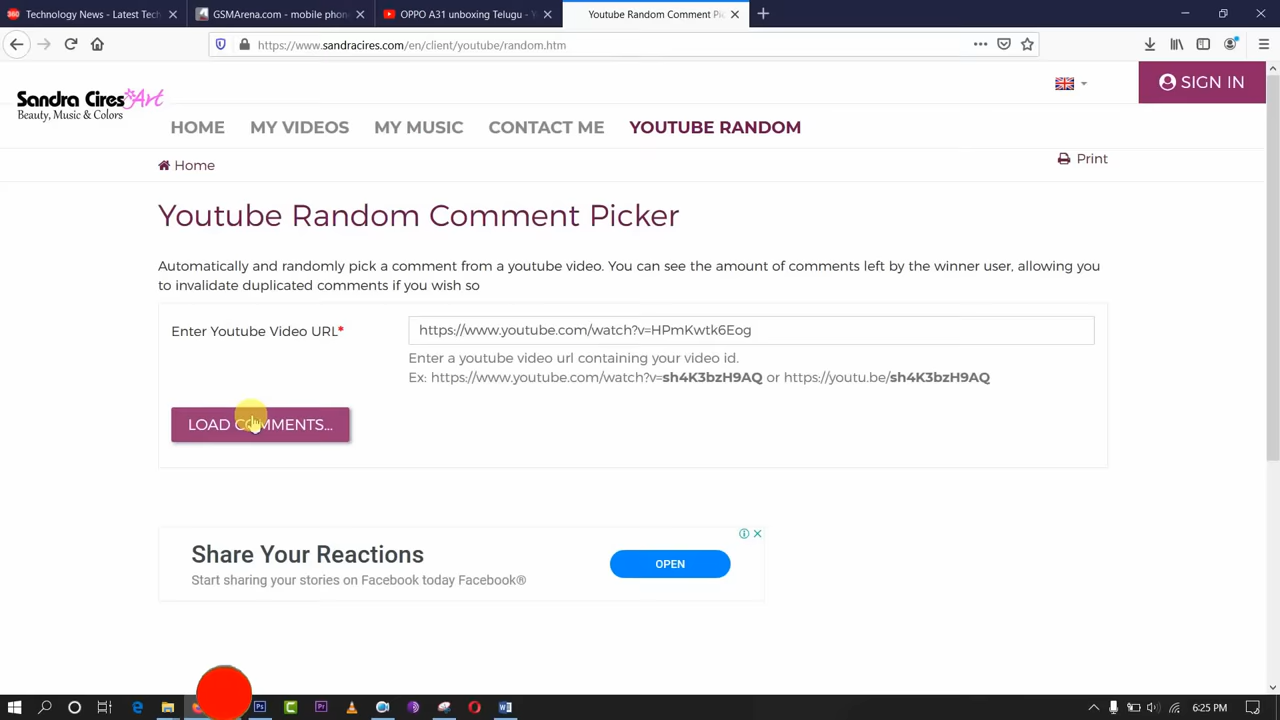 Technology News - Latest Tech
GSMArena.com - mobile phon
OPPO A31 unboxing Telugu - Y
Youtube Random Comment Pi
https://www.sandracires.com/en/client/youtube/random.htm
Sandra Cires Art
Beauty, Music & Colors
SIGN IN
HOME MY VIDEOS MY MUSIC CONTACT ME YOUTUBE RANDOM
Home
Print
Youtube Random Comment Picker
Automatically and randomly pick a comment from a youtube video. You can see the amount of comments left by the winner user, allowing you
to invalidate duplicated comments if you wish so
Enter Youtube Video URL*
https://www.youtube.com/watch?v=HPmKwtk6Eog
Enter a youtube video url containing your video id.
Ex: https://www.youtube.com/watch?v=sh4K3bzH9AQ or https://youtu.be/sh4K3bzH9AQ
LOAD COMMENTS...
Share Your Reactions
Start sharing your stories on Facebook today Facebook®
OPEN
6:25 PM